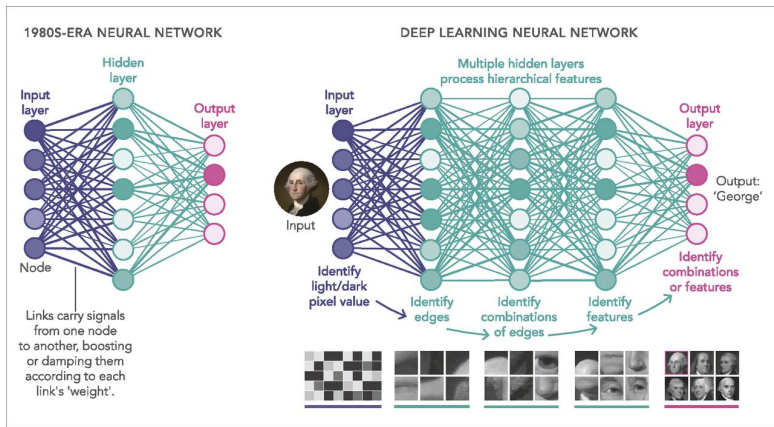 1980S-ERA NEURAL NETWORK
Hidden
layer
Input
layer
Output
layer
Node
Links carry signals
from one node
to another, boosting
or damping them
according to each
link's 'weight'.
DEEP LEARNING NEURAL NETWORK
Multiple hidden layers
process hierarchical features
Input
layer
Output
layer
Input
Output:
'George'
Identify
light/dark
pixel value
Identify
edges
Identify
combinations
of edges
Identify
features
Identify
combinations
or features